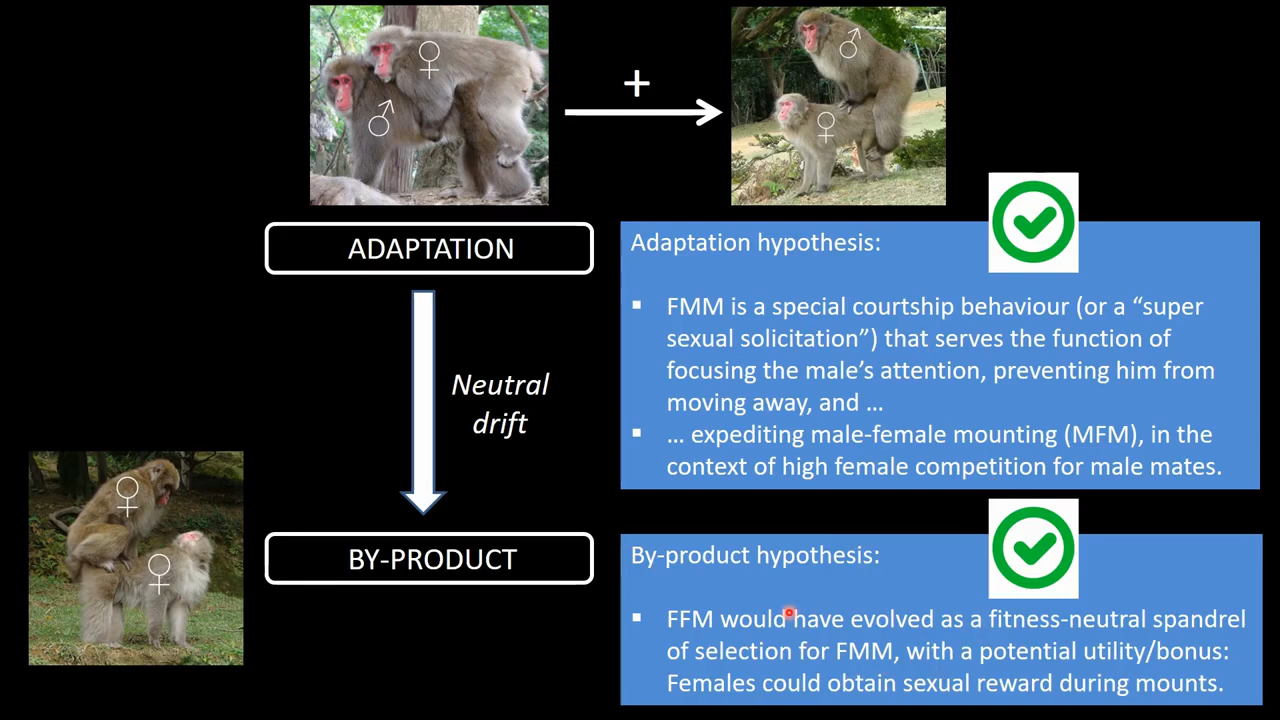 ♀
♂
+
♂
♀
ADAPTATION
Adaptation hypothesis:
▪ FMM is a special courtship behaviour (or a “super
sexual solicitation”) that serves the function of
focusing the male’s attention, preventing him from
moving away, and …
▪ … expediting male-female mounting (MFM), in the
context of high female competition for male mates.
Neutral
drift
♀
♀
BY-PRODUCT
By-product hypothesis:
▪ FFM would have evolved as a fitness-neutral spandrel
of selection for FMM, with a potential utility/bonus:
Females could obtain sexual reward during mounts.